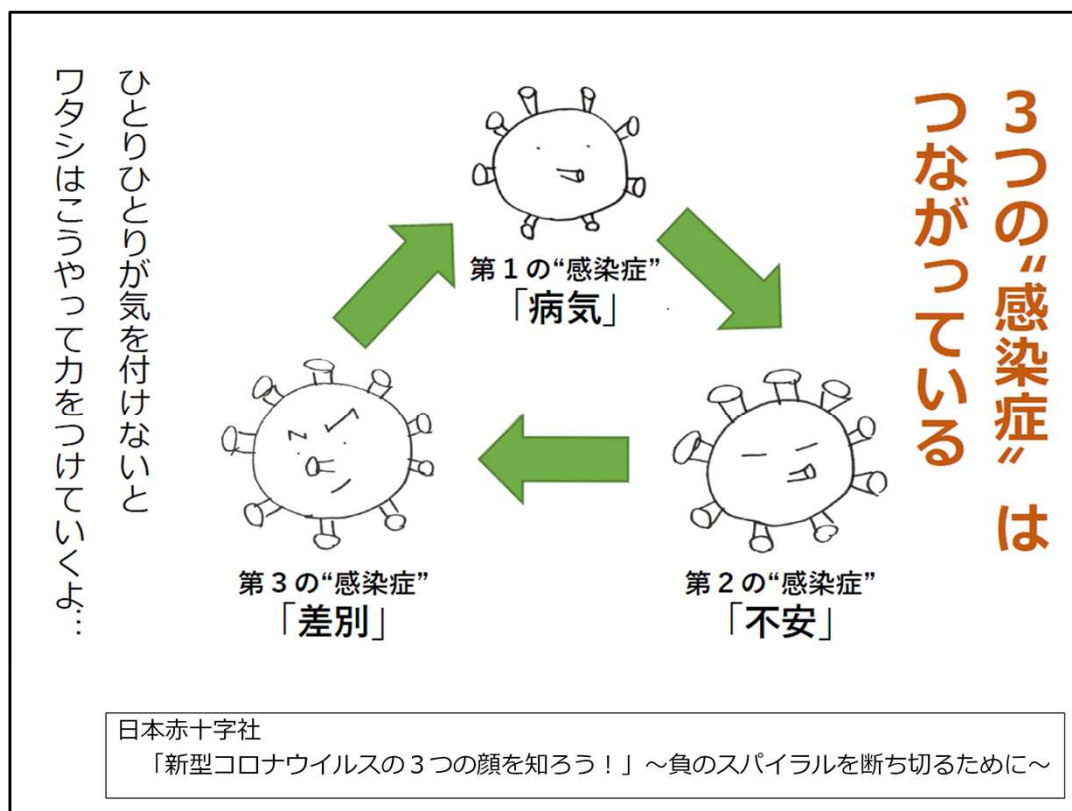 3つの“感染症”は
つながっている
第1の“感染症”
「病気」
第2の“感染症”
「不安」
第3の“感染症”
「差別」
ひとりひとりが気を付けないと
ワタシはこうやって力をつけていくよ…
日本赤十字社
「新型コロナウイルスの3つの顔を知ろう!」~負のスパイラルを断ち切るために~